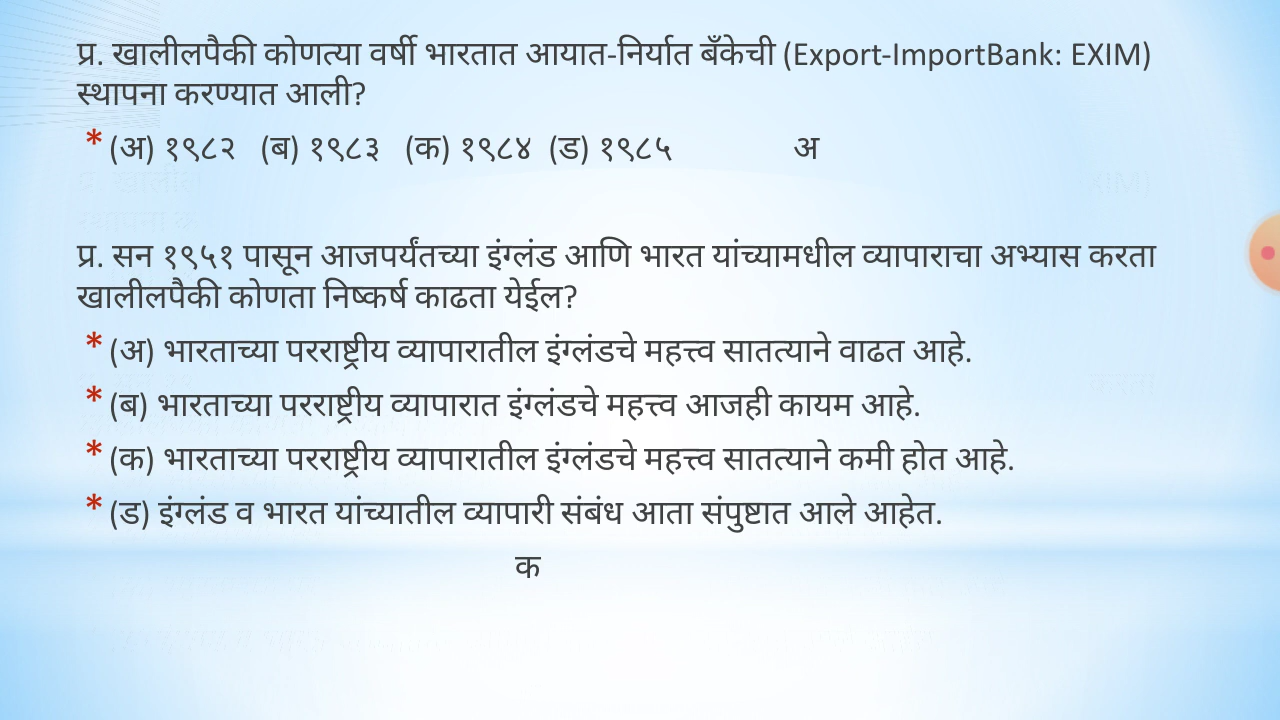 प्र. खालीलपैकी कोणत्या वर्षी भारतात आयात-निर्यात बँकेची (Export-ImportBank: EXIM)
स्थापना करण्यात आली?
* (अ) १९८२ (ब) १९८३ (क) १९८४ (ड) १९८५ अ
प्र. सन १९५१ पासून आजपर्यंतच्या इंग्लंड आणि भारत यांच्यामधील व्यापाराचा अभ्यास करता
खालीलपैकी कोणता निष्कर्ष काढता येईल?
* (अ) भारताच्या परराष्ट्रीय व्यापारातील इंग्लंडचे महत्त्व सातत्याने वाढत आहे.
* (ब) भारताच्या परराष्ट्रीय व्यापारात इंग्लंडचे महत्त्व आजही कायम आहे.
* (क) भारताच्या परराष्ट्रीय व्यापारातील इंग्लंडचे महत्त्व सातत्याने कमी होत आहे.
* (ड) इंग्लंड व भारत यांच्यातील व्यापारी संबंध आता संपुष्टात आले आहेत.
क